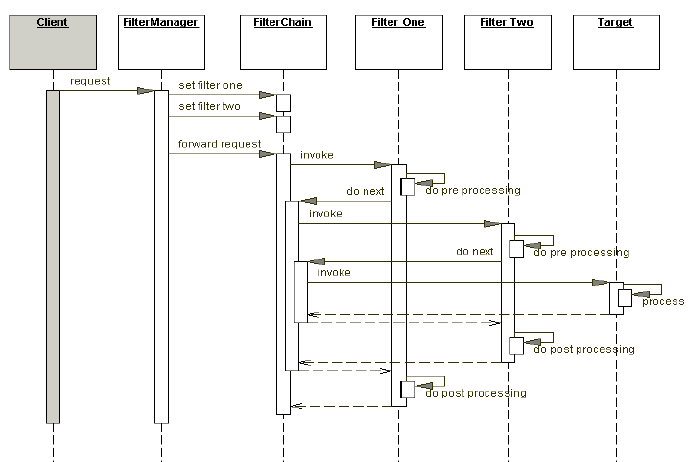 Client
FilterManager
FilterChain
Filter One
Filter Two
Target
request
set filter one
set filter two
forward request
invoke
do pre processing
do next
invoke
do next
do pre processing
invoke
process
do post processing
do post processing